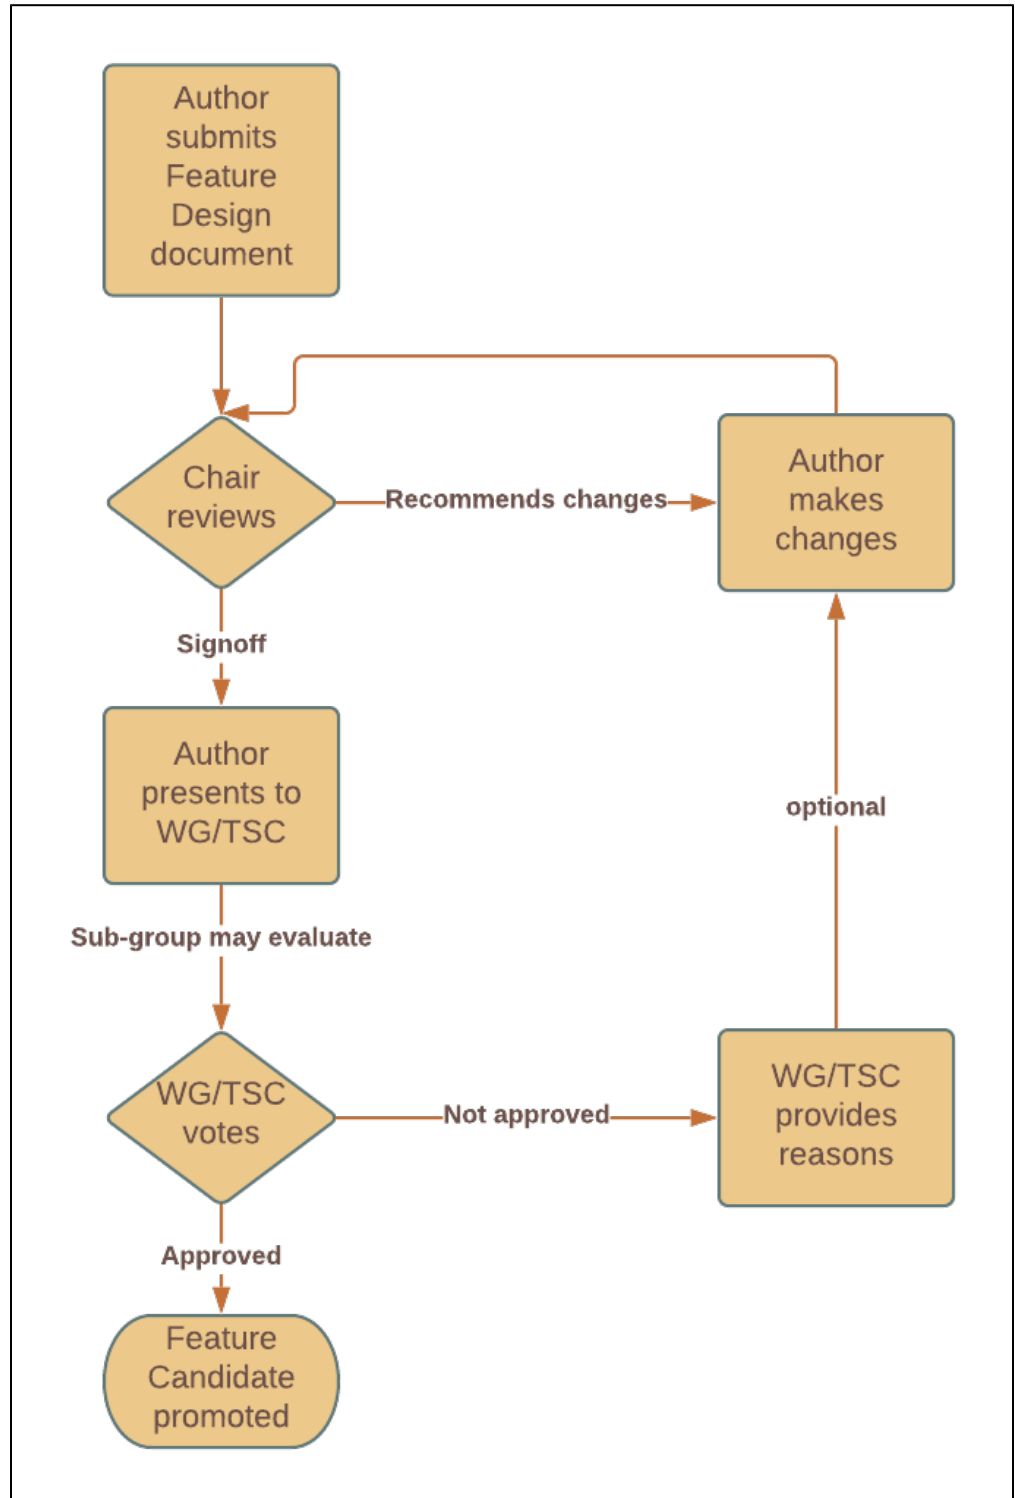 Author
submits
Feature
Design
document
Chair
reviews
Recommends changes
Author
makes
changes
Signoff
Author
presents to
WG/TSC
optional
Sub-group may evaluate
WG/TSC
votes
Not approved
WG/TSC
provides
reasons
Approved
Feature
Candidate
promoted